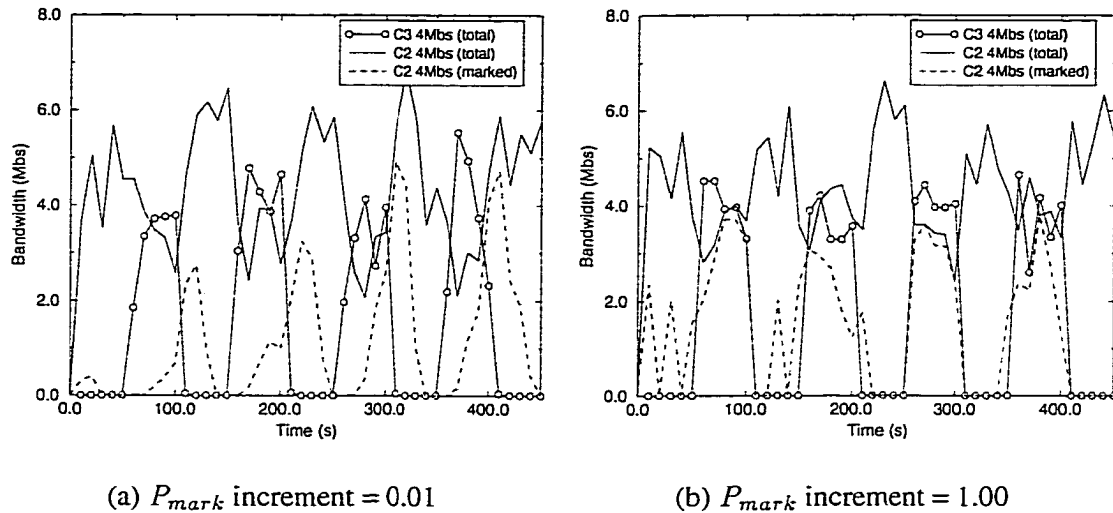 8.0
6.0
4.0
2.0
0.0
Bandwidth (Mbs)
C3 4Mbs (total)
C2 4Mbs (total)
C2 4Mbs (marked)
0.0 100.0 200.0 300.0 400.0
Time (s)
(a) P_mark increment = 0.01
8.0
6.0
4.0
2.0
0.0
Bandwidth (Mbs)
C3 4Mbs (total)
C2 4Mbs (total)
C2 4Mbs (marked)
0.0 100.0 200.0 300.0 400.0
Time (s)
(b) P_mark increment = 1.00